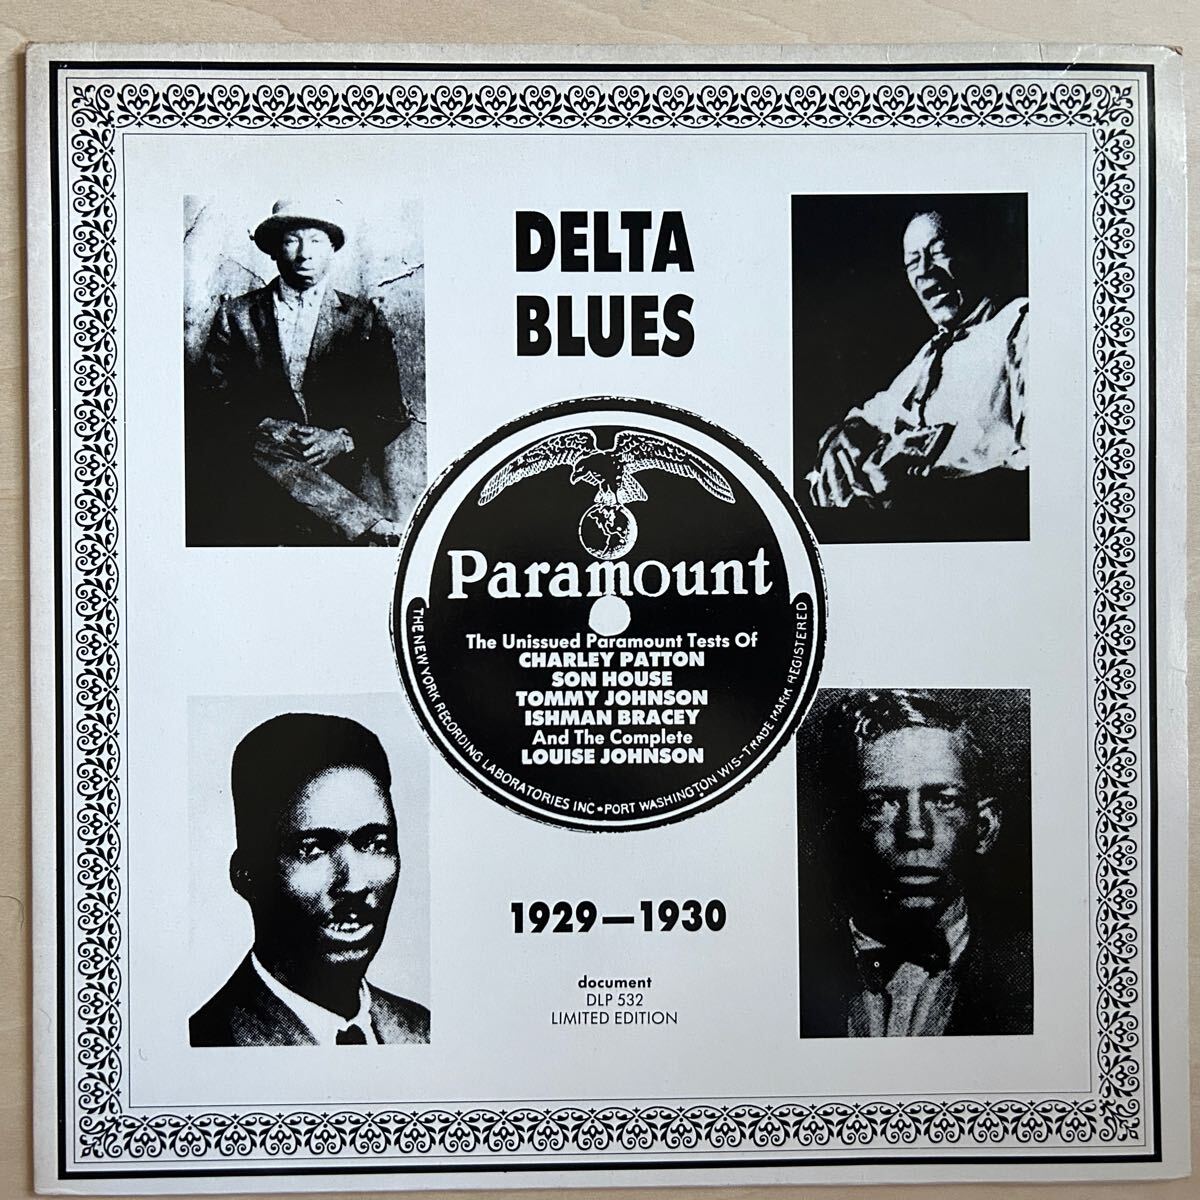 DELTA
BLUES
Paramount
The Unissued Paramount Tests Of
CHARLEY PATTON
SON HOUSE
TOMMY JOHNSON
ISHMAN BRACEY
And The Complete
LOUISE JOHNSON
THE NEW YORK RECORDING LABORATORIES INC•PORT WASHINGTON WIS-TRADE MARK REGISTERED
1929—1930
document
DLP 532
LIMITED EDITION